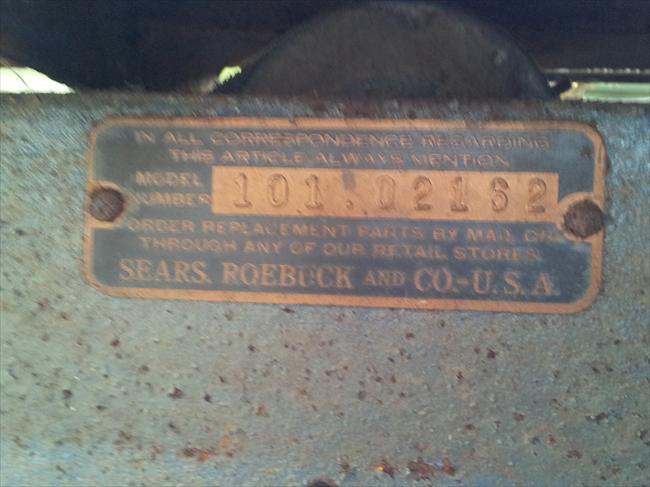 IN ALL CORRESPONDENCE REGARDING
THIS ARTICLE ALWAYS MENTION
MODEL NUMBER 101.02162
ORDER REPLACEMENT PARTS BY MAIL OR
THROUGH ANY OF OUR RETAIL STORES
SEARS, ROEBUCK AND CO.-U.S.A.